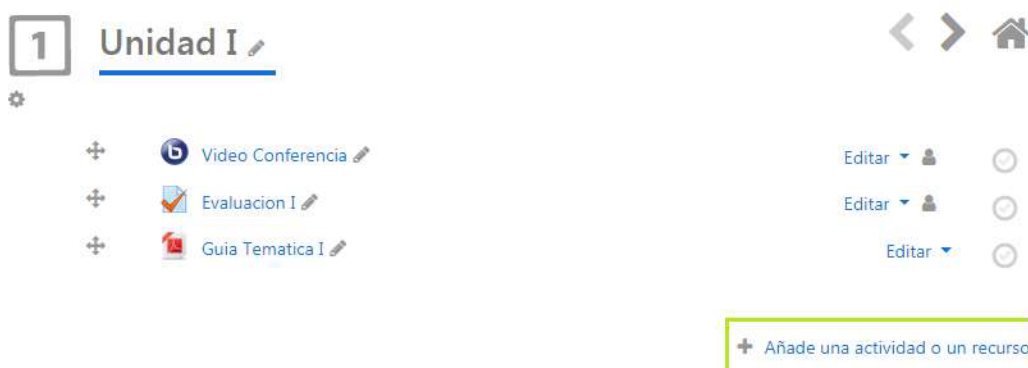 1 Unidad I
Video Conferencia Editar
Evaluacion I Editar
Guia Tematica I Editar
Añade una actividad o un recurso